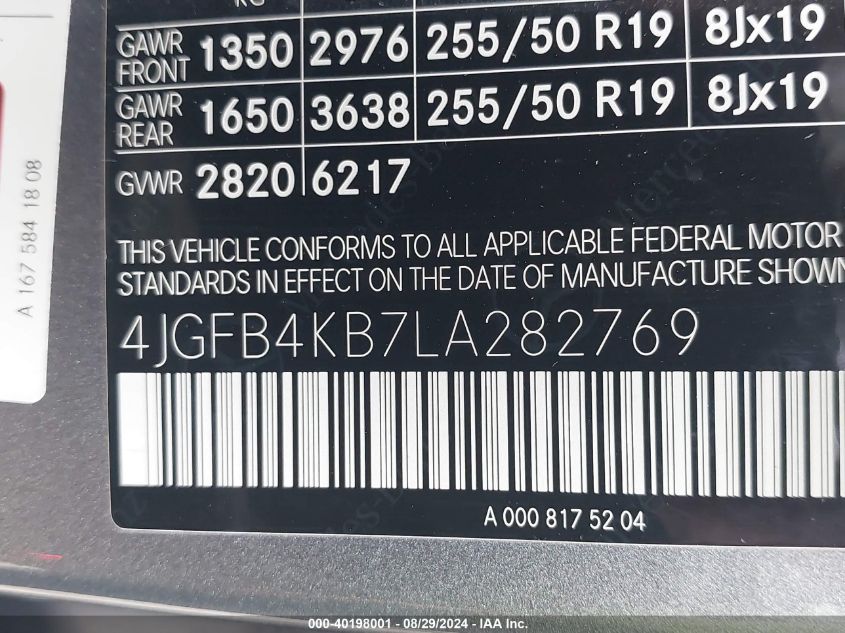 KG
GAWR FRONT 1350 2976 255/50 R19 8Jx19
GAWR REAR 1650 3638 255/50 R19 8Jx19
GVWR 2820 6217
THIS VEHICLE CONFORMS TO ALL APPLICABLE FEDERAL MOTOR
STANDARDS IN EFFECT ON THE DATE OF MANUFACTURE SHOWN
4JGFB4KB7LA282769
A 000 817 52 04
A 167 584 18 08
000-40198001 - 08/29/2024 - IAA Inc.